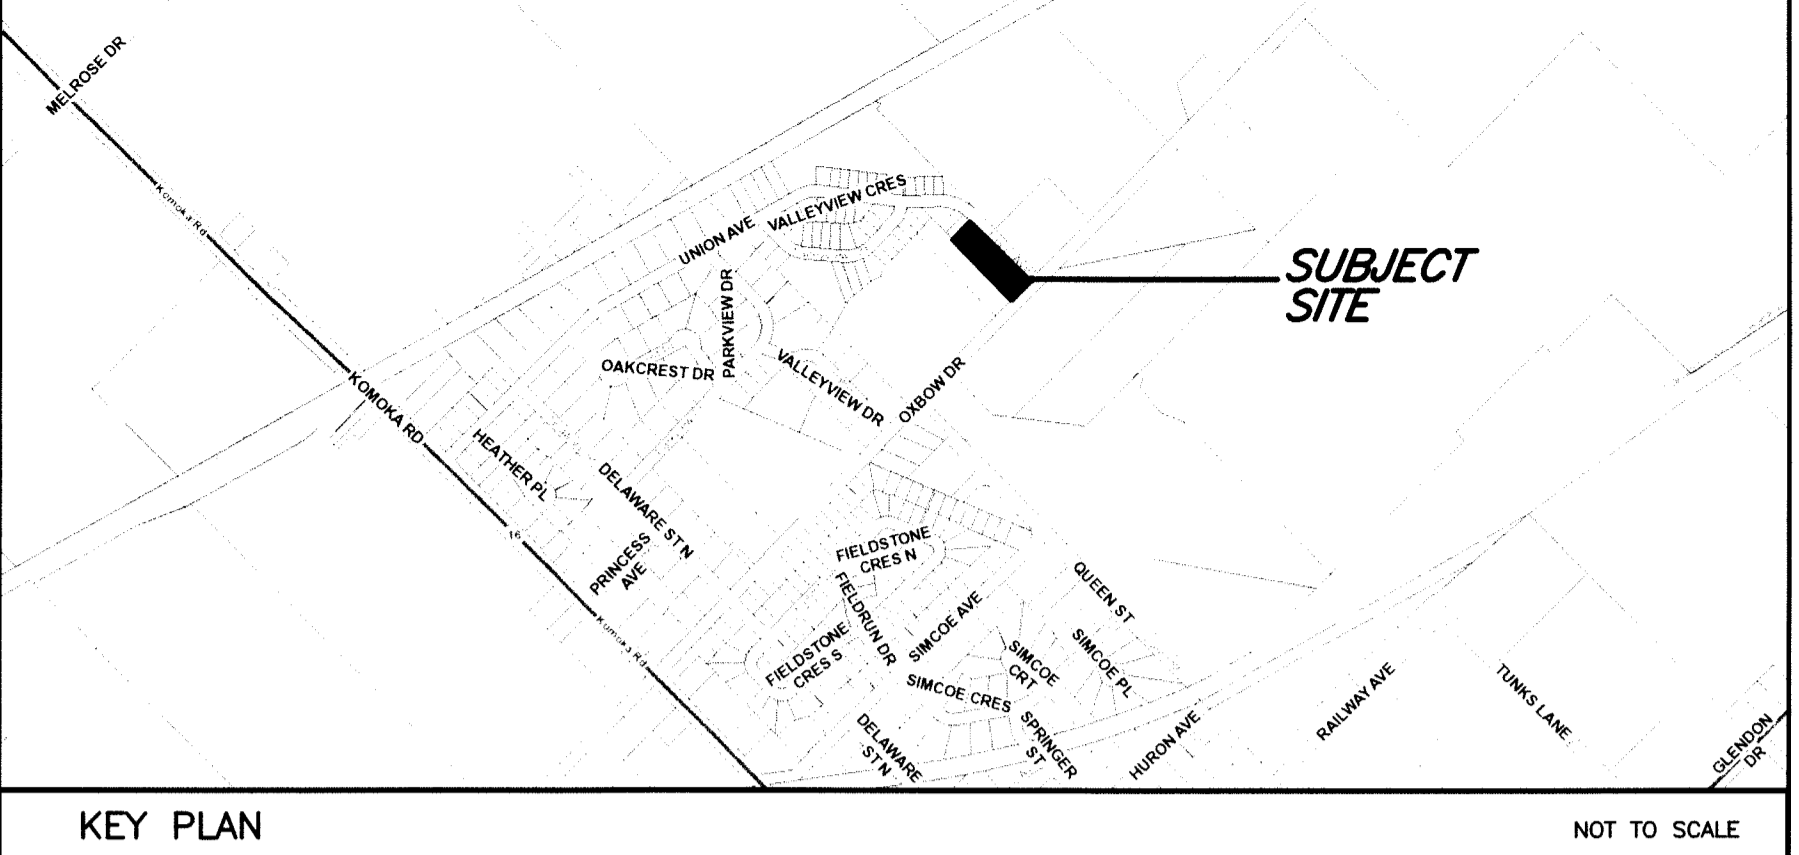 MELROSE DR
Komoka Rd
UNION AVE
VALLEYVIEW CRES
SUBJECT
SITE
PARKVIEW DR
OAKCREST DR
VALLEYVIEW DR
OXBOW DR
KOMOKA RD
HEATHER PL
DELAWARE ST N
16
PRINCESS
AVE
FIELDSTONE
CRES N
FIELDRUN DR
QUEEN ST
SIMCOE AVE
Komoka Rd
FIELDSTONE
CRES S
SIMCOE
CRT
SIMCOE PL
SIMCOE CRES
DELAWARE
ST N
SPRINGER
ST
HURON AVE
RAILWAY AVE
TUNKS LANE
GLENDON
DR
KEY PLAN
NOT TO SCALE